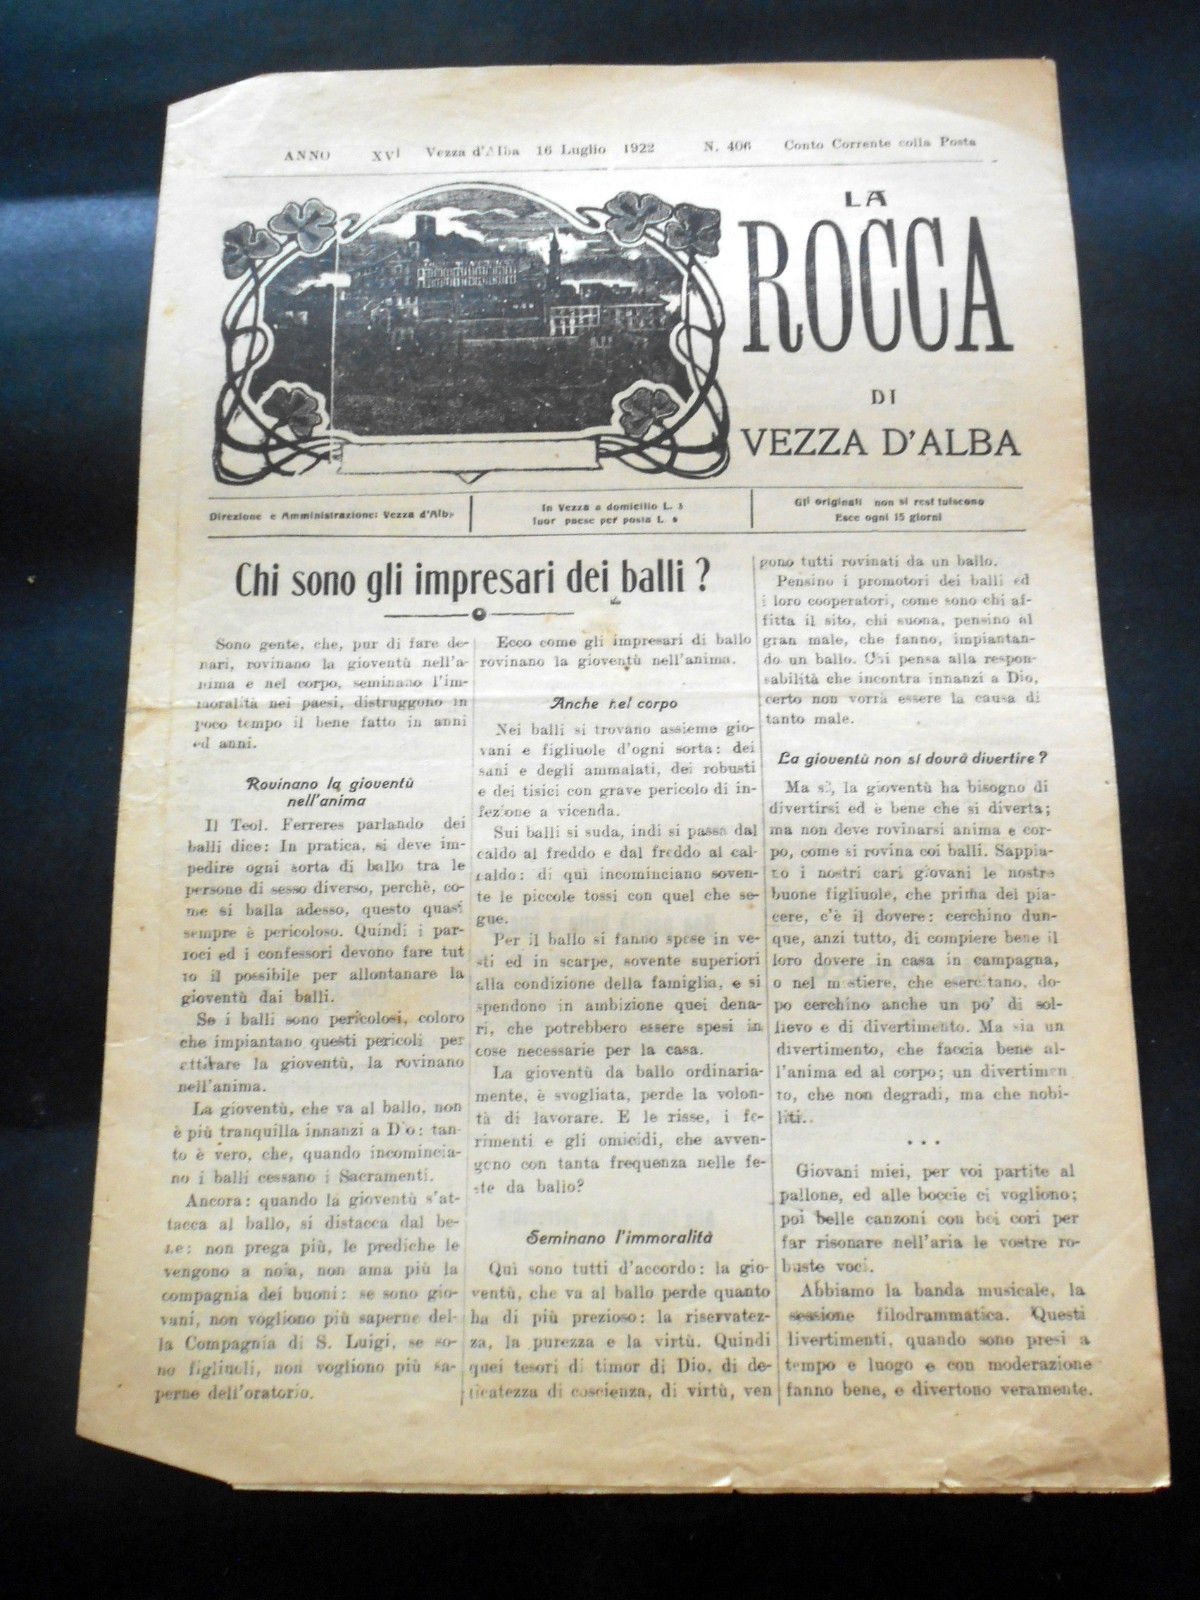 ANNO XVI Vezza d'Alba 16 Luglio 1922 N. 406 Conto Corrente colla Posta
LA
ROCCA
DI
VEZZA D'ALBA
Direzione e Amministrazione: Vezza d'Alba
In Vezza a domicilio L. 5
fuor paese per posta L. 6
Gli originali non si restituiscono
Esce ogni 15 giorni
Chi sono gli impresari dei balli ?
Sono gente, che, pur di fare de-
nari, rovinano la gioventù nell'a-
nima e nel corpo, seminano l'im-
moralità nei paesi, distruggono in
poco tempo il bene fatto in anni
ed anni.
Rovinano la gioventù
nell'anima
Il Teol. Ferreres parlando dei
balli dice: In pratica, si deve im-
pedire ogni sorta di ballo tra le
persone di sesso diverso, perchè, co-
me si balla adesso, questo quasi
sempre è pericoloso. Quindi i par-
roci ed i confessori devono fare tut
to il possibile per allontanare la
gioventù dai balli.
Se i balli sono pericolosi, coloro
che impiantano questi pericoli per
attirare la gioventù, la rovinano
nell'anima.
La gioventù, che va al ballo, non
è più tranquilla innanzi a Dio: tan-
to è vero, che, quando incomincia-
no i balli cessano i Sacramenti.
Ancora: quando la gioventù s'at-
tacca al ballo, si distacca dal be-
ne: non prega più, le prediche le
vengono a noia, non ama più la
compagnia dei buoni: se sono gio-
vani, non vogliono più saperne del-
la Compagnia di S. Luigi, se so-
no figliuoli, non vogliono più sa-
perne dell'oratorio.
Ecco come gli impresari di ballo
rovinano la gioventù nell'anima.
Anche nel corpo
Nei balli si trovano assieme gio-
vani e figliuole d'ogni sorta: dei
sani e degli ammalati, dei robusti
e dei tisici con grave pericolo di in-
fezione a vicenda.
Sui balli si suda, indi si passa dal
caldo al freddo e dal freddo al cal-
caldo: di qui incominciano soven-
te le piccole tossi con quel che se-
gue.
Per il ballo si fanno spese in ve-
sti ed in scarpe, sovente superiori
alla condizione della famiglia, e si
spendono in ambizione quei dena-
ri, che potrebbero essere spesi in
cose necessarie per la casa.
La gioventù da ballo ordinaria-
mente, è svogliata, perde la volon-
tà di lavorare. E le risse, i fe-
rimenti e gli omicidi, che avven-
gono con tanta frequenza nelle fe-
ste da ballo?
Seminano l'immoralità
Qui sono tutti d'accordo: la gio-
ventù, che va al ballo perde quanto
ha di più prezioso: la riservatez-
za, la purezza e la virtù. Quindi
quei tesori di timor di Dio, di de-
licatezza di coscienza, di virtù, ven
gono tutti rovinati da un ballo.
Pensino i promotori dei balli ed
i loro cooperatori, come sono chi af-
fitta il sito, chi suona, pensino al
gran male, che fanno, impiantan-
do un ballo. Chi pensa alla respon-
sabilità che incontra innanzi a Dio,
certo non vorrà essere la causa di
tanto male.
La gioventù non si dovrà divertire?
Ma sì, la gioventù ha bisogno di
divertirsi ed è bene che si diverta;
ma non deve rovinarsi anima e cor-
po, come si rovina coi balli. Sappia-
no i nostri cari giovani le nostre
buone figliuole, che prima del pia-
cere, c'è il dovere: cerchino dun-
que, anzi tutto, di compiere bene il
loro dovere in casa in campagna,
o nel mestiere, che esercitano, do-
po cerchino anche un po' di sol-
lievo e di divertimento. Ma sia un
divertimento, che faccia bene al-
l'anima ed al corpo; un divertimen
to, che non degradi, ma che nobi-
liti..
• • •
Giovani miei, per voi partite al
pallone, ed alle boccie ci vogliono;
poi belle canzoni con bei cori per
far risonare nell'aria le vostre ro-
buste voci.
Abbiamo la banda musicale, la
sessione filodrammatica. Questi
divertimenti, quando sono presi a
tempo e luogo e con moderazione
fanno bene, e divertono veramente.